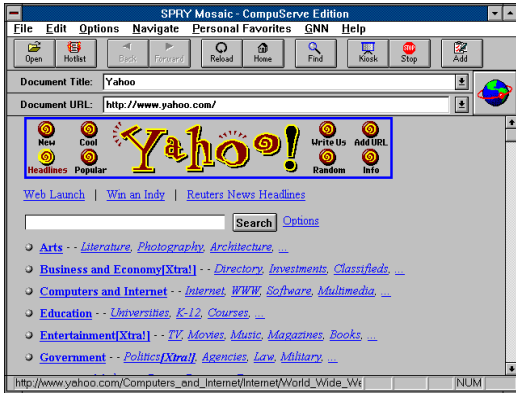 SPRY Mosaic - CompuServe Edition
File Edit Options Navigate Personal Favorites GNN Help
Open Hotlist Back Forward Reload Home Find Kiosk Stop Add
Document Title: Yahoo
Document URL: http://www.yahoo.com/
New Cool Yahoo! Write Us Add URL
Headlines Popular Random Info
Web Launch | Win an Indy | Reuters News Headlines
Search Options
Arts - - Literature, Photography, Architecture, ...
Business and Economy[Xtra!] - - Directory, Investments, Classifieds, ...
Computers and Internet - - Internet, WWW, Software, Multimedia, ...
Education - - Universities, K-12, Courses, ...
Entertainment[Xtra!] - - TV, Movies, Music, Magazines, Books, ...
Government - - Politics[Xtra!], Agencies, Law, Military, ...
http://www.yahoo.com/Computers_and_Internet/Internet/World_Wide_We NUM